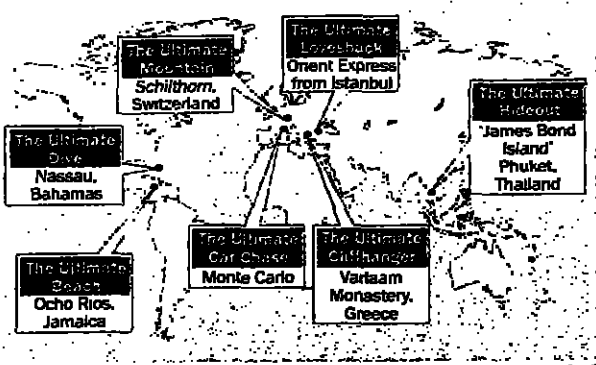 The Ultimate
Mountain
Schilthorn,
Switzerland
The Ultimate
Loveshack
Orient Express
from Istanbul
The Ultimate
Hideout
"James Bond
Island"
Phuket,
Thailand
The Ultimate
Dive
Nassau,
Bahamas
The Ultimate
Beach
Ocho Rios,
Jamaica
The Ultimate
Car Chase
Monte Carlo
The Ultimate
Cliffhanger
Varlaam
Monastery,
Greece